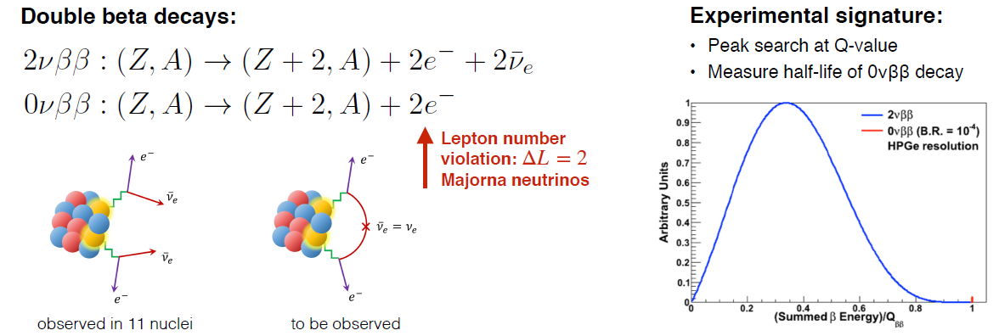 Double beta decays:
2νββ : (Z, A) → (Z + 2, A) + 2e⁻ + 2ν̄ₑ
0νββ : (Z, A) → (Z + 2, A) + 2e⁻
Lepton number
violation: ΔL = 2
Majorna neutrinos
e⁻
ν̄ₑ
ν̄ₑ
e⁻
observed in 11 nuclei
e⁻
ν̄ₑ = νₑ
e⁻
to be observed
Experimental signature:
• Peak search at Q-value
• Measure half-life of 0νββ decay
2νββ
0νββ (B.R. = 10⁻⁴)
HPGe resolution
Arbitrary Units
1
0.9
0.8
0.7
0.6
0.5
0.4
0.3
0.2
0.1
0
0 0.2 0.4 0.6 0.8 1
(Summed β Energy)/Q_ββ